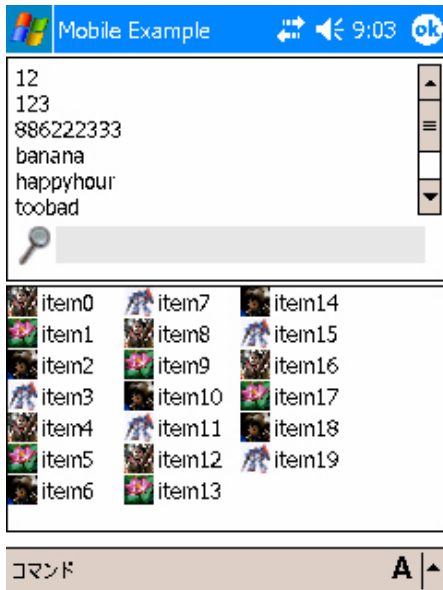 Mobile Example 9:03 ok
12
123
886222333
banana
happyhour
toobad
item0 item7 item14
item1 item8 item15
item2 item9 item16
item3 item10 item17
item4 item11 item18
item5 item12 item19
item6 item13
コマンド A